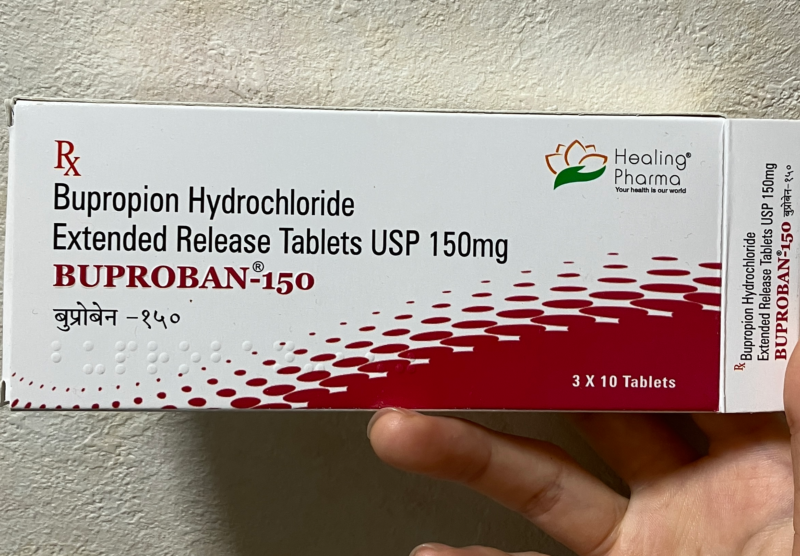 Rx
Bupropion Hydrochloride
Extended Release Tablets USP 150mg
BUPROBAN®-150
बुप्रोबेन -१५०
Healing®
Pharma
Your health is our world
3 X 10 Tablets
Rx Bupropion Hydrochloride
Extended Release Tablets USP 150mg
BUPROBAN®-150 बुप्रोबेन -१५०